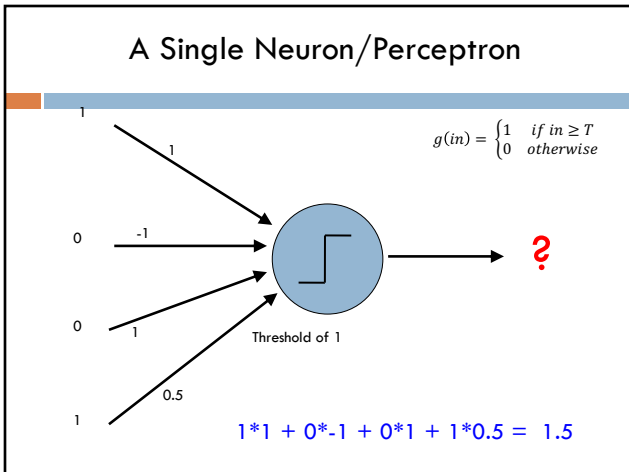 A Single Neuron/Perceptron
1
g(in) = {1 if in ≥ T
0 otherwise
1
0
-1
?
0
1
Threshold of 1
0.5
1
1*1 + 0*-1 + 0*1 + 1*0.5 = 1.5